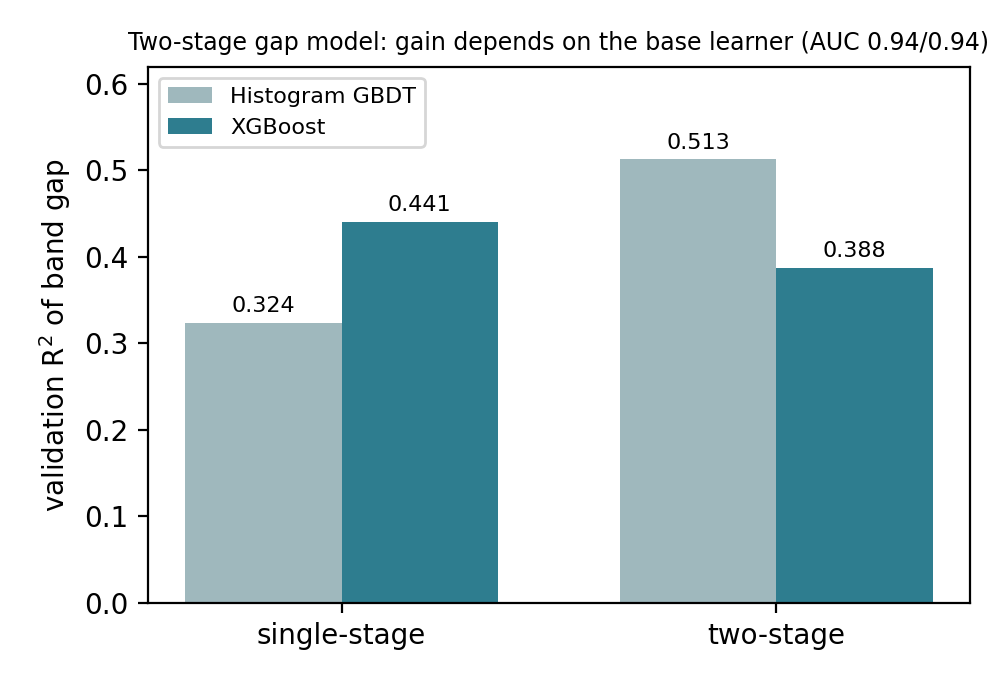 Two-stage gap model: gain depends on the base learner (AUC 0.94/0.94)
Histogram GBDT
XGBoost
validation R² of band gap
0.6
0.5
0.4
0.3
0.2
0.1
0.0
0.324
0.441
0.513
0.388
single-stage
two-stage